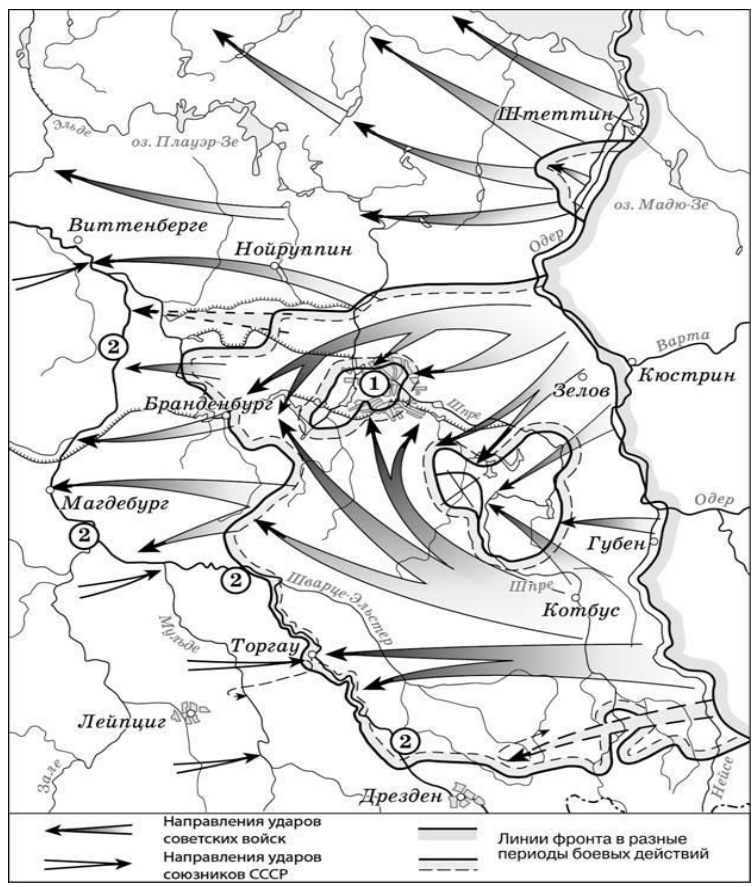 Штеттин
Эльде
оз. Плауэр-Зе
оз. Мадю-Зе
Виттенберге
Нойруппин
Одер
Варта
2
1
Кюстрин
Зелов
Шпре
Бранденбург
Магдебург
Одер
2
Губен
2
Шпре
Шварце-Эльстер
Котбус
Мульде
Торгау
Лейпциг
2
Зале
Нейсе
Дрезден
Направления ударов
советских войск
Направления ударов
союзников СССР
Линии фронта в разные
периоды боевых действий